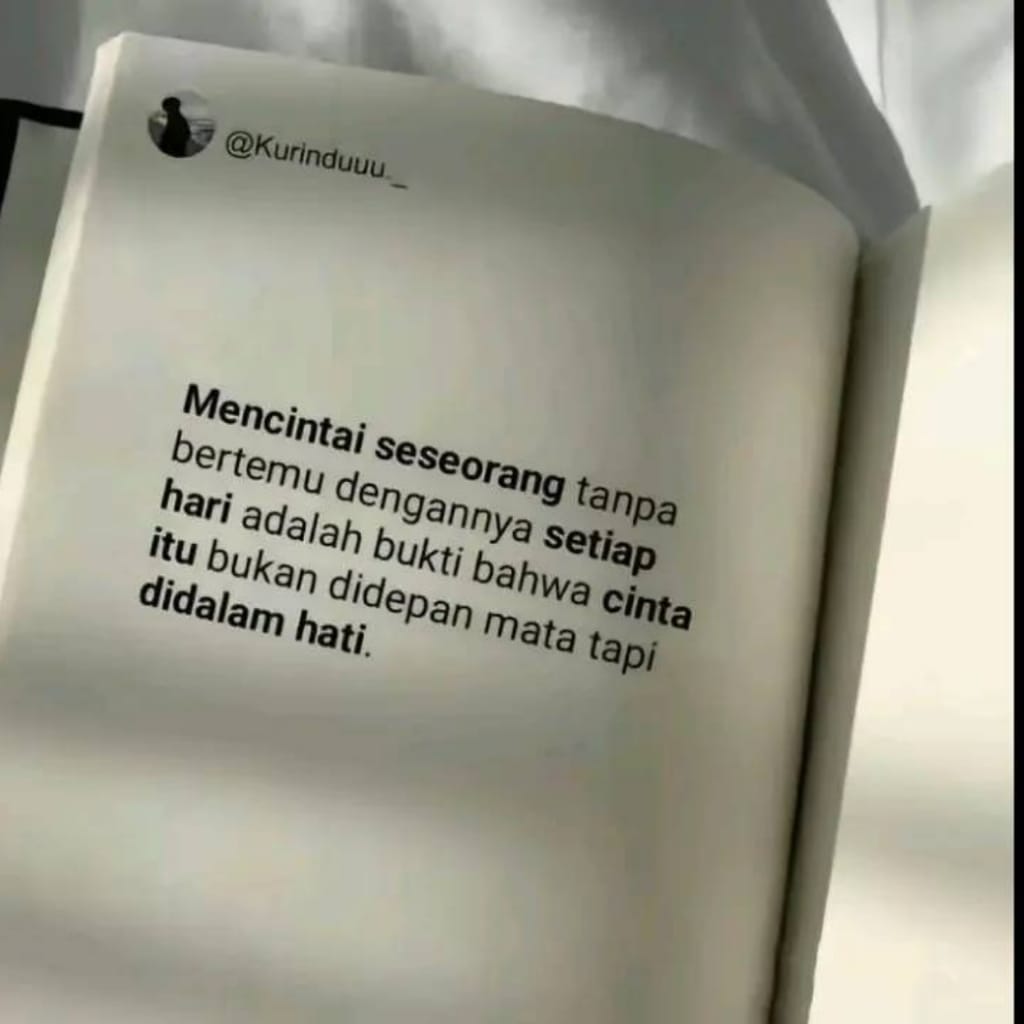 @Kurinduuu._
Mencintai seseorang tanpa
bertemu dengannya setiap
hari adalah bukti bahwa cinta
itu bukan didepan mata tapi
didalam hati.